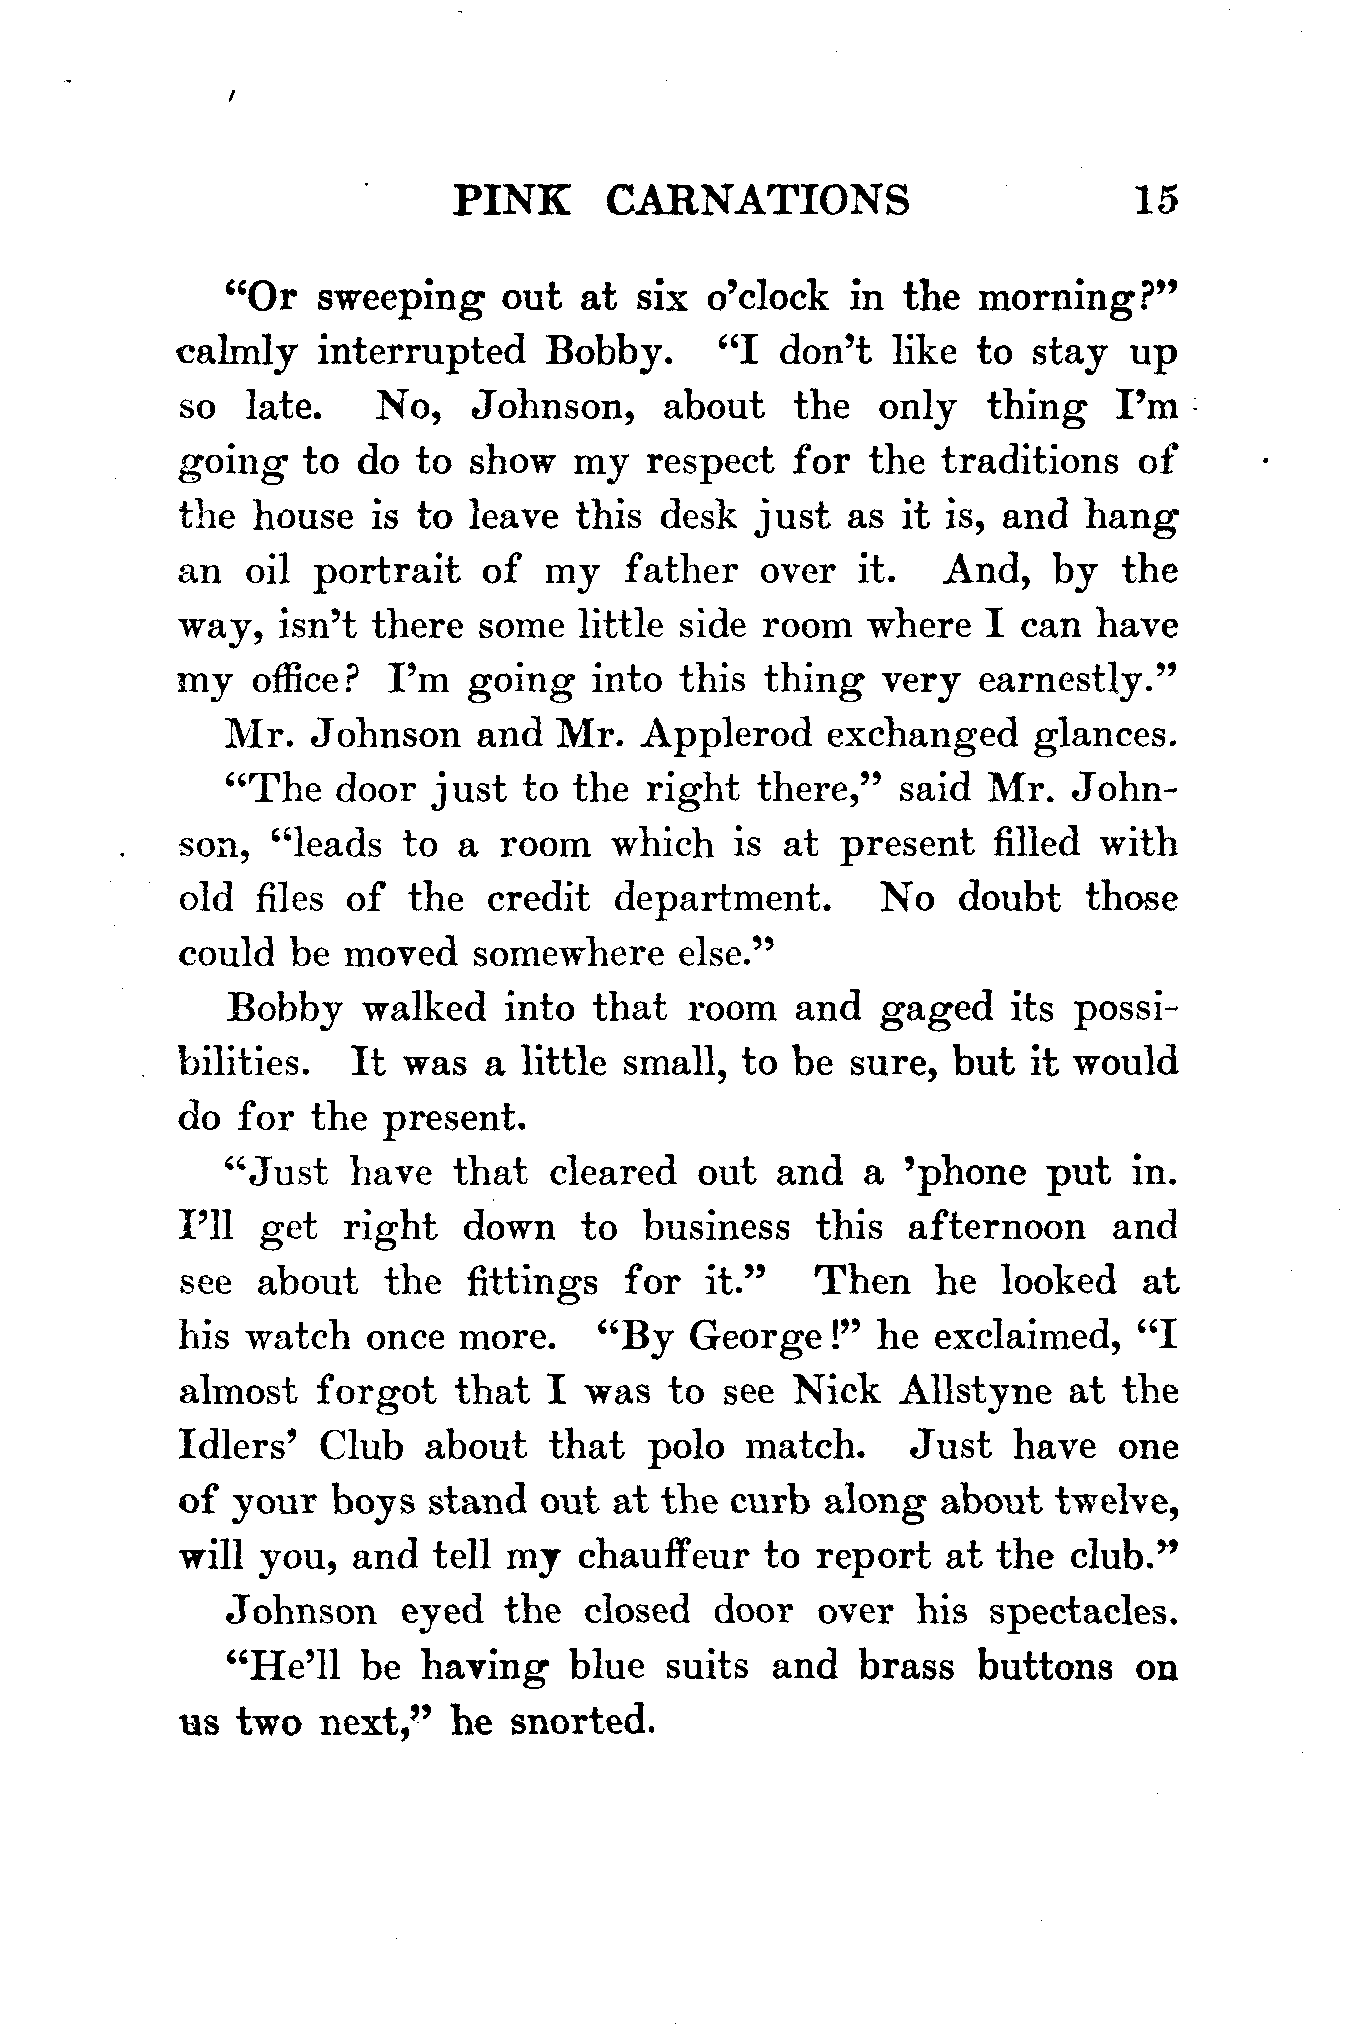 PINK CARNATIONS 15
“Or sweeping out at six o’clock in the morning?”
calmly interrupted Bobby. “I don’t like to stay up
so late. No, Johnson, about the only thing I’m
going to do to show my respect for the traditions of
the house is to leave this desk just as it is, and hang
an oil portrait of my father over it. And, by the
way, isn’t there some little side room where I can have
my office? I’m going into this thing very earnestly.”
Mr. Johnson and Mr. Applerod exchanged glances.
“The door just to the right there,” said Mr. John-
son, “leads to a room which is at present filled with
old files of the credit department. No doubt those
could be moved somewhere else.”
Bobby walked into that room and gaged its possi-
bilities. It was a little small, to be sure, but it would
do for the present.
“Just have that cleared out and a ’phone put in.
I’ll get right down to business this afternoon and
see about the fittings for it.” Then he looked at
his watch once more. “By George!” he exclaimed, “I
almost forgot that I was to see Nick Allstyne at the
Idlers’ Club about that polo match. Just have one
of your boys stand out at the curb along about twelve,
will you, and tell my chauffeur to report at the club.”
Johnson eyed the closed door over his spectacles.
“He’ll be having blue suits and brass buttons on
us two next,” he snorted.